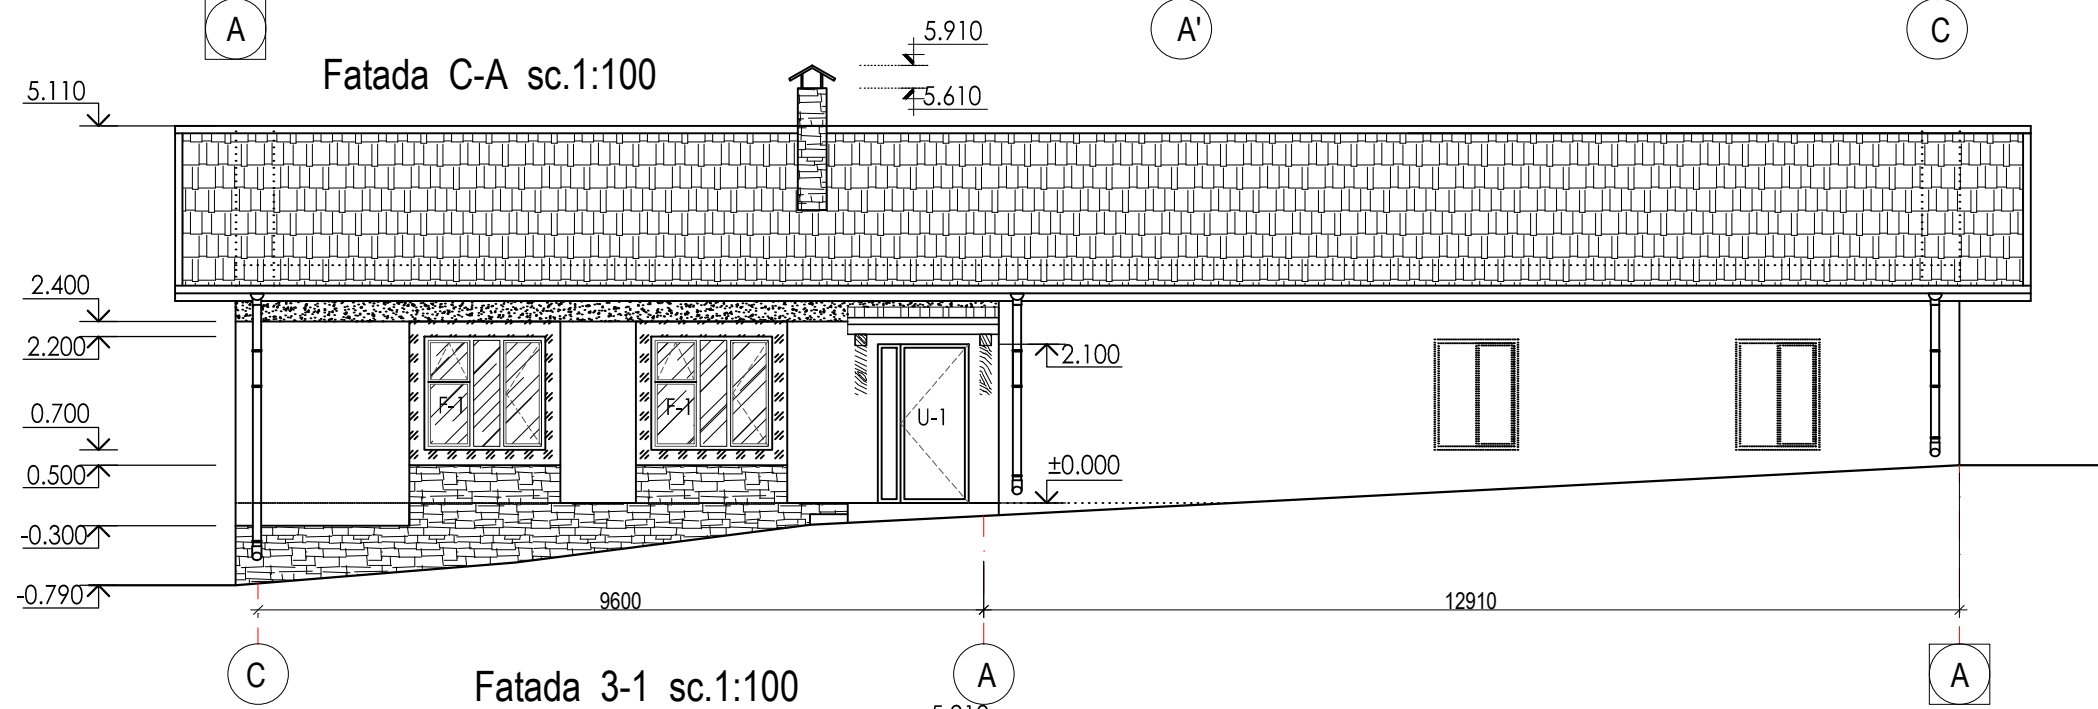 A
A'
C
Fatada C-A sc.1:100
5.910
5.610
5.110
2.400
2.200
2.100
F-1
F-1
U-1
0.700
±0.000
0.500
-0.300
-0.790
9600
12910
C
A
A
Fatada 3-1 sc.1:100